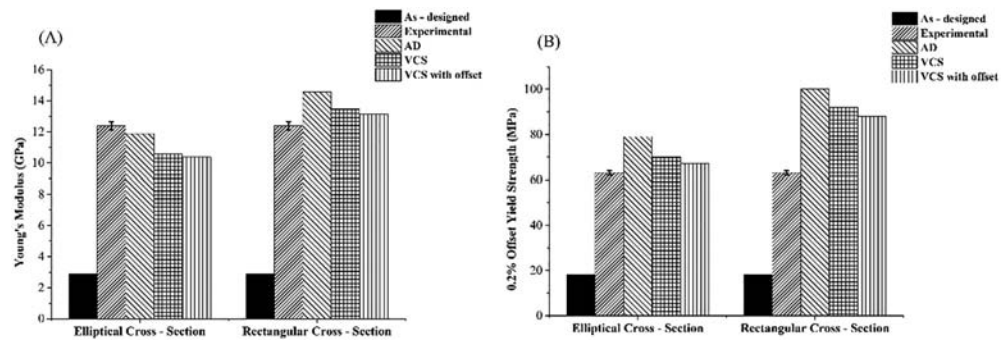 (A)
As - designed
Experimental
AD
VCS
VCS with offset
Young's Modulus (GPa)
16
14
12
10
8
6
4
2
0
Elliptical Cross - Section
Rectangular Cross - Section
(B)
As - designed
Experimental
AD
VCS
VCS with offset
0.2% Offset Yield Strength (MPa)
100
80
60
40
20
0
Elliptical Cross - Section
Rectangular Cross - Section